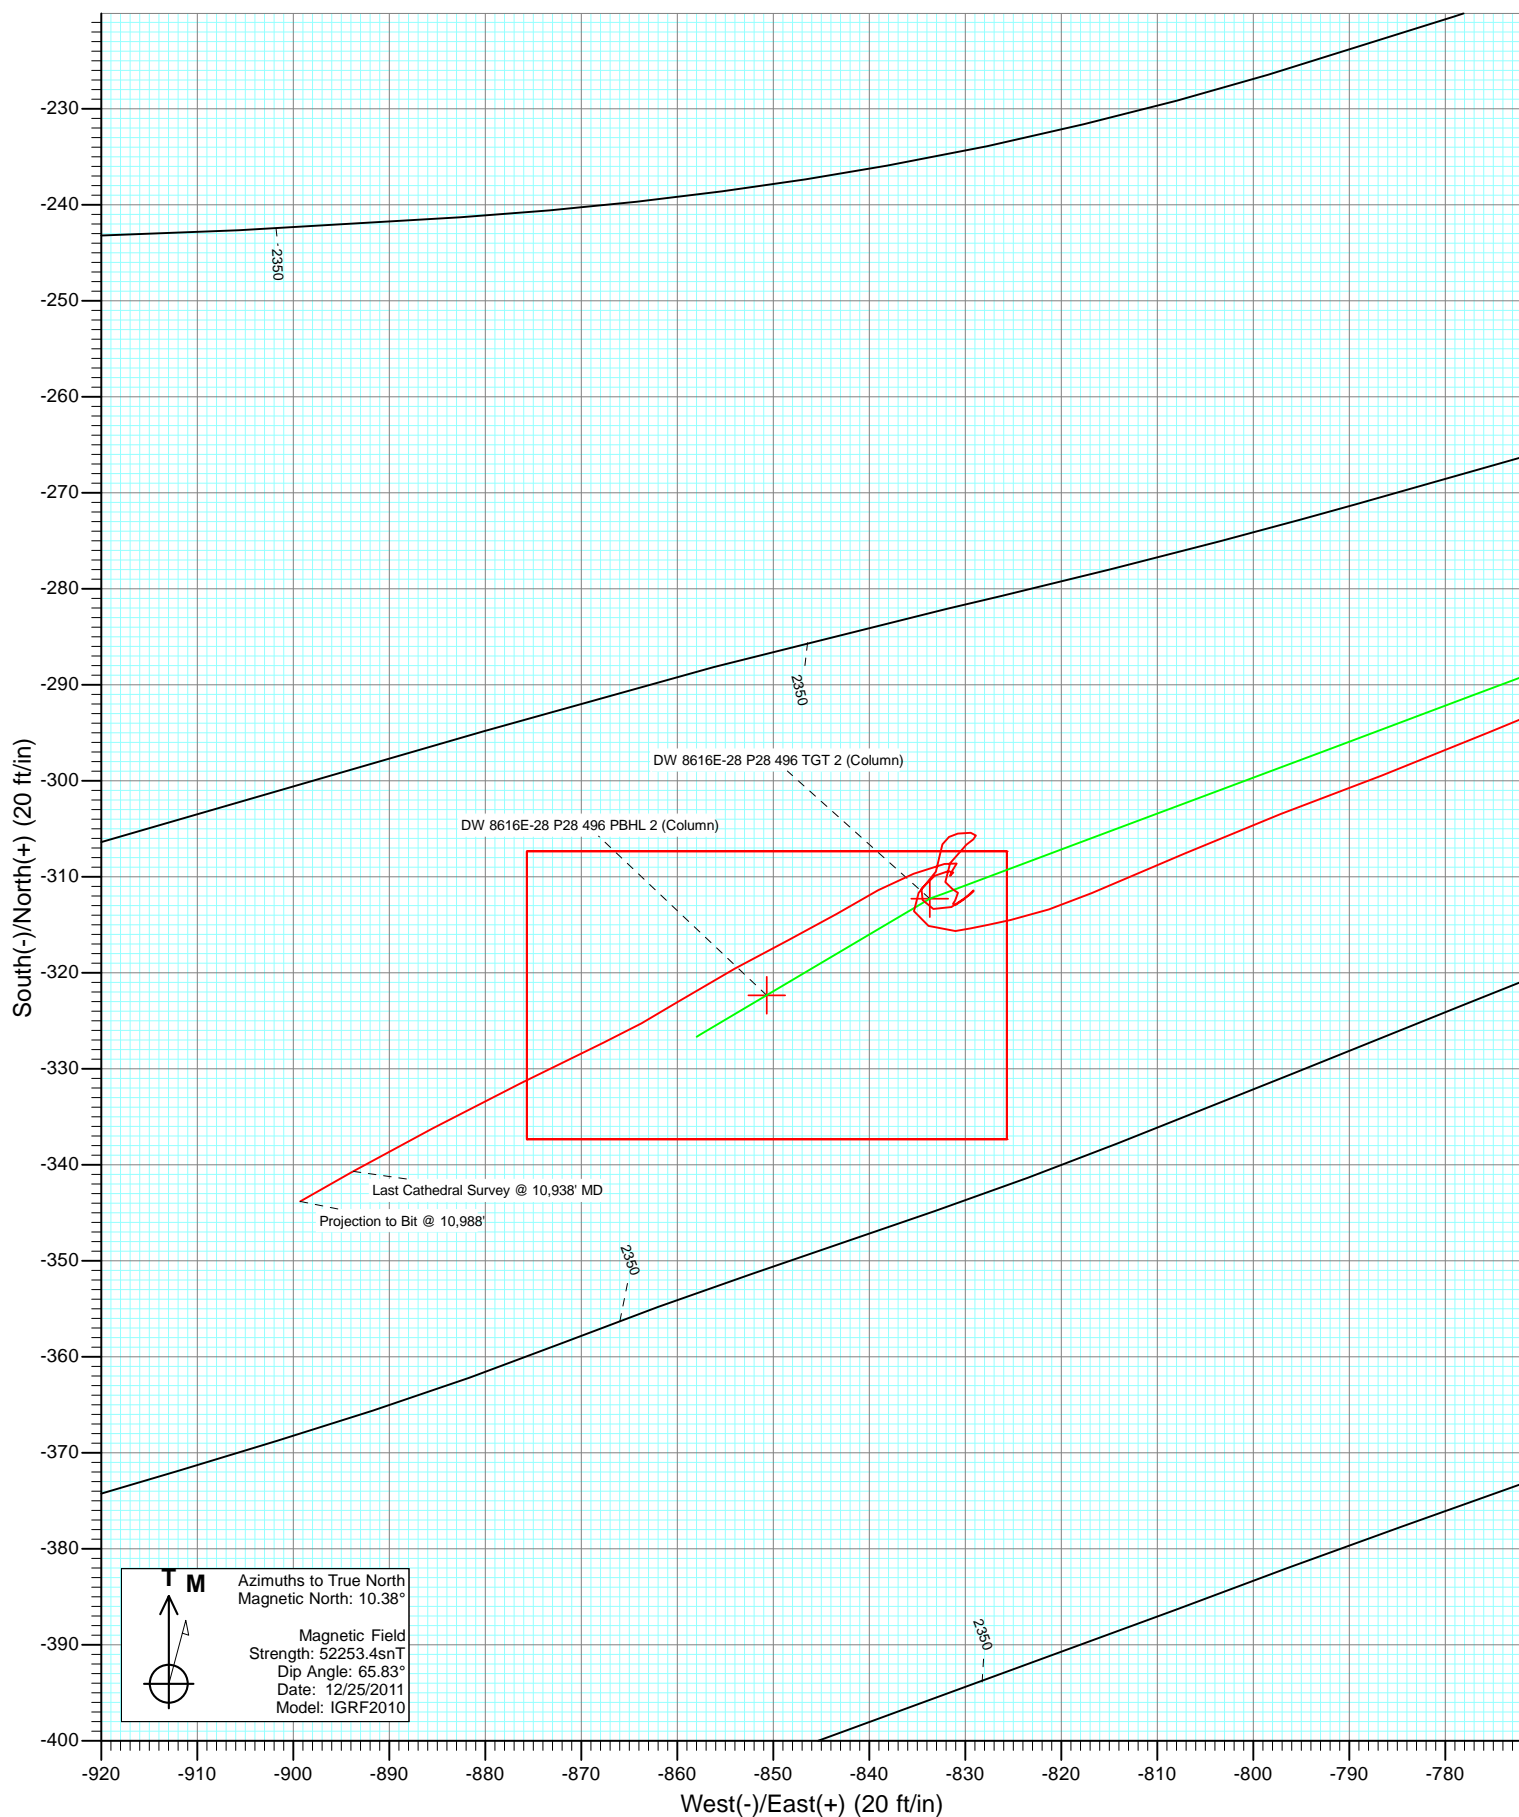 -230
-240
- 2350
-250
-260
-270
-280
-290
2350
South(-)/North(+) (20 ft/in)
DW 8616E-28 P28 496 TGT 2 (Column)
-300
DW 8616E-28 P28 496 PBHL 2 (Column)
-310
-320
-330
-340
Last Cathedral Survey @ 10,938' MD
Projection to Bit @ 10,988'
-350
2350
-360
-370
-380
T M
Azimuths to True North
Magnetic North: 10.38°
Magnetic Field
Strength: 52253.4snT
Dip Angle: 65.83°
Date: 12/25/2011
Model: IGRF2010
-390
2350
-400
-920 -910 -900 -890 -880 -870 -860 -850 -840 -830 -820 -810 -800 -790 -780
West(-)/East(+) (20 ft/in)